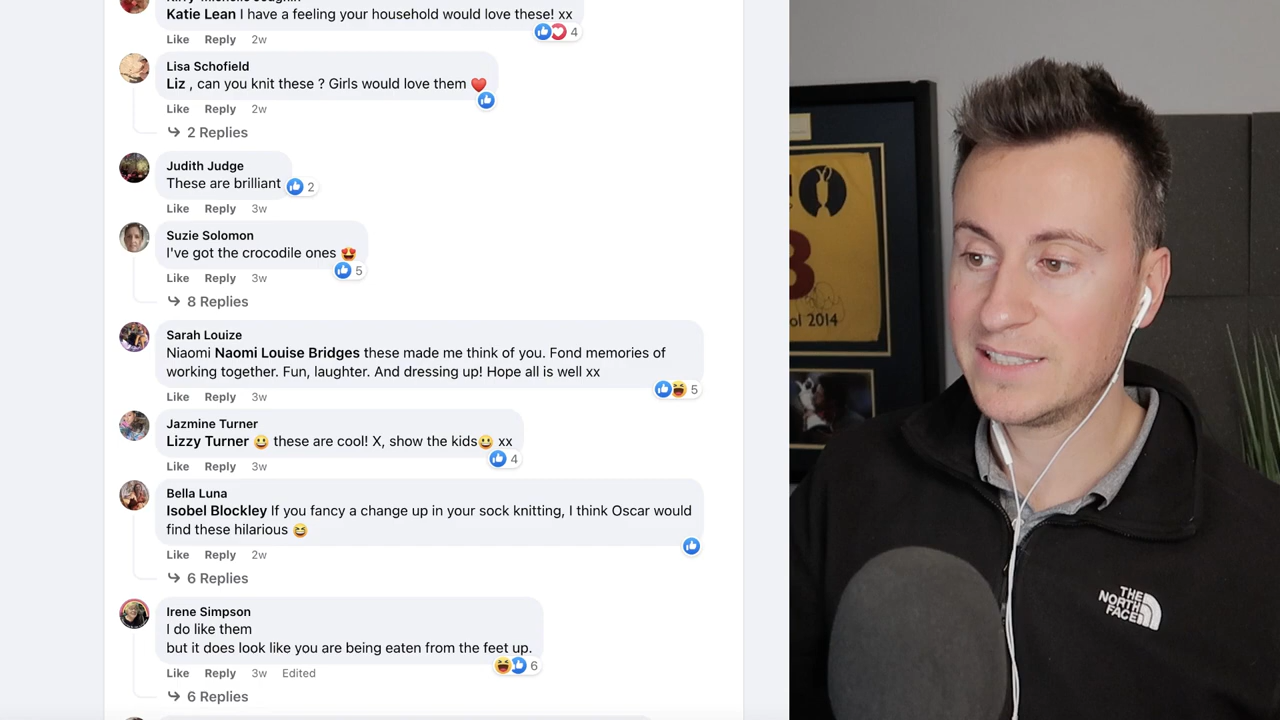 Katie Lean I have a feeling your household would love these! xx
4
Like Reply 2w
Lisa Schofield
Liz , can you knit these ? Girls would love them ❤️
Like Reply 2w
2 Replies
Judith Judge
These are brilliant
2
Like Reply 3w
Suzie Solomon
I've got the crocodile ones 😍
5
Like Reply 3w
8 Replies
Sarah Louize
Niaomi Naomi Louise Bridges these made me think of you. Fond memories of
working together. Fun, laughter. And dressing up! Hope all is well xx
5
Like Reply 3w
Jazmine Turner
Lizzy Turner 😃 these are cool! X, show the kids😃 xx
4
Like Reply 3w
Bella Luna
Isobel Blockley If you fancy a change up in your sock knitting, I think Oscar would
find these hilarious 😂
Like Reply 2w
6 Replies
Irene Simpson
I do like them
but it does look like you are being eaten from the feet up.
6
Like Reply 3w Edited
6 Replies
8
ol 2014
THE
NORTH
FACE